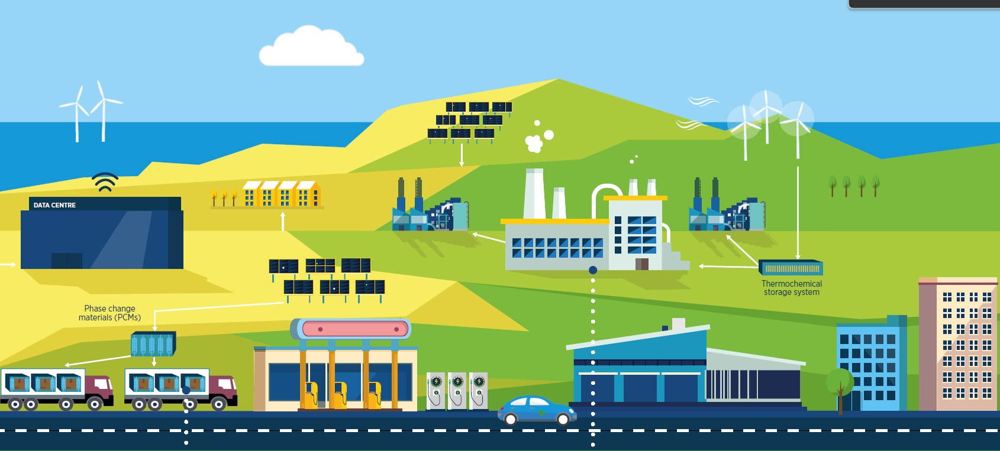 DATA CENTRE
Phase change
materials (PCMs)
Thermochemical
storage system